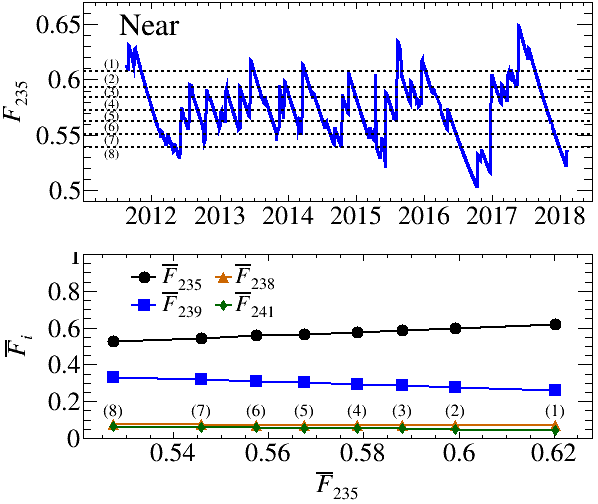 Near
0.65
0.6
0.55
0.5
F235
(1)
(2)
(3)
(4)
(5)
(6)
(7)
(8)
2012 2013 2014 2015 2016 2017 2018
1
0.8
0.6
0.4
0.2
0
F̅i
F̅235 F̅238
F̅239 F̅241
(8) (7) (6) (5) (4) (3) (2) (1)
0.54 0.56 0.58 0.6 0.62
F̅235